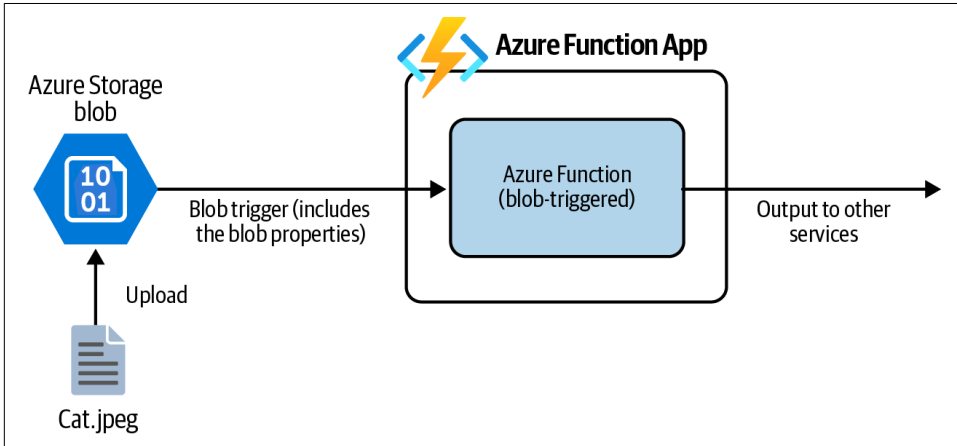 Azure Function App
Azure Storage
blob
10
01
Azure Function
(blob-triggered)
Blob trigger (includes
the blob properties)
Output to other
services
Upload
Cat.jpeg